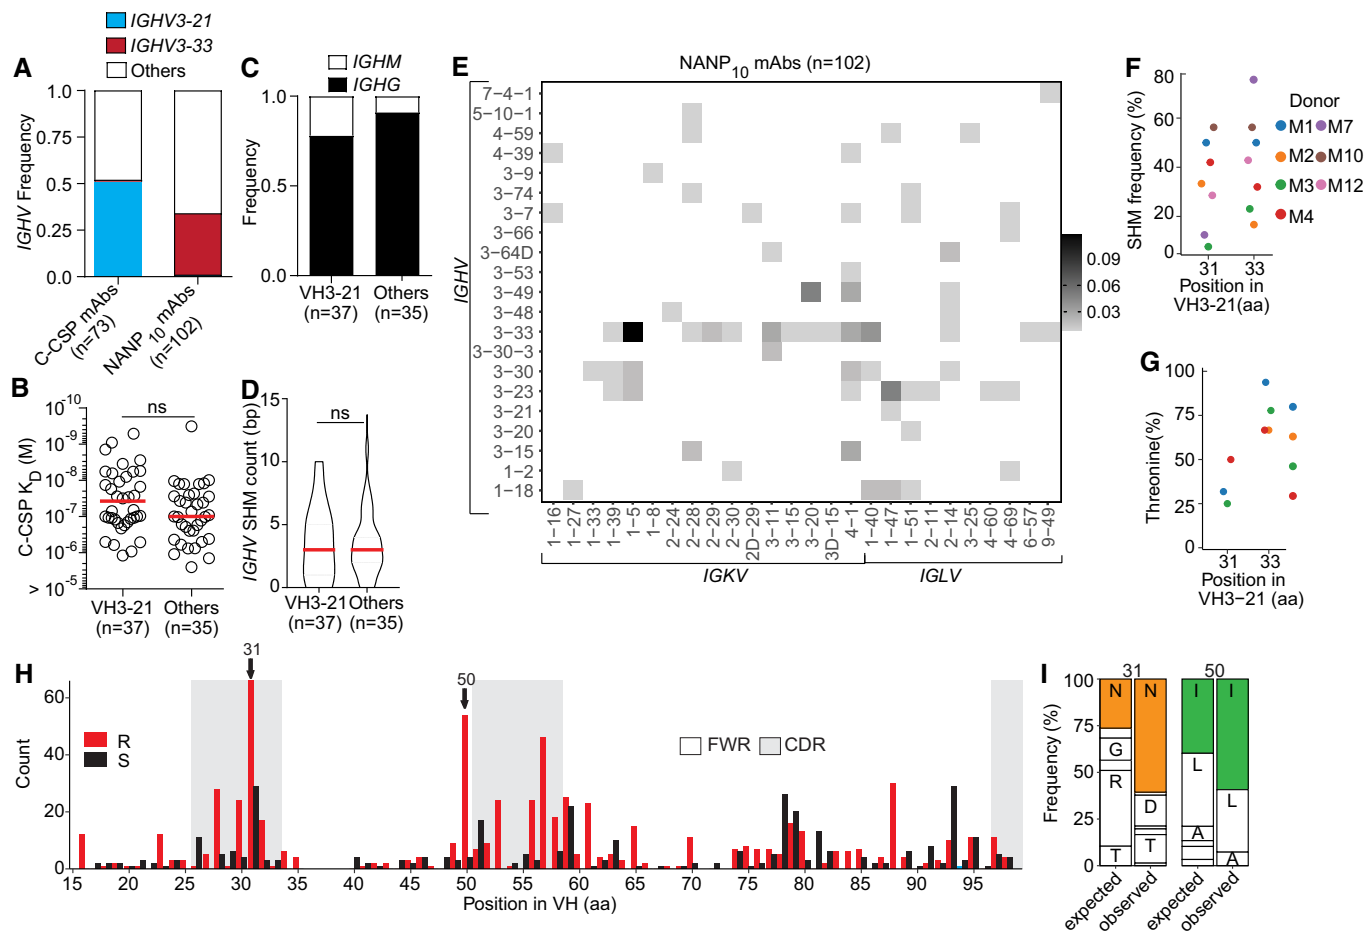 A
IGHV3-21
IGHV3-33
Others
IGHV Frequency
1.0
0.75
0.5
0.25
0.0
C-CSP mAbs
(n=73)
NANP10 mAbs
(n=102)
B
ns
C-CSP KD (M)
10-10
10-9
10-8
10-7
10-6
> 10-5
VH3-21
(n=37)
Others
(n=35)
C
IGHM
IGHG
Frequency
1.0
0.5
0.0
VH3-21
(n=37)
Others
(n=35)
D
ns
IGHV SHM count (bp)
15
10
5
0
VH3-21
(n=37)
Others
(n=35)
E
NANP10 mAbs (n=102)
IGHV
7−4−1
5−10−1
4−59
4−39
3−9
3−74
3−7
3−66
3−64D
3−53
3−49
3−48
3−33
3−30−3
3−30
3−23
3−21
3−20
3−15
1−2
1−18
1−16
1−27
1−33
1−39
1−5
1−8
2−24
2−28
2−29
2−30
2D−29
3−11
3−15
3−20
3D−15
4−11
1−40
1−47
1−51
2−11
2−14
3−25
4−60
4−69
6−57
9−49
IGKV
IGLV
0.09
0.06
0.03
F
SHM frequency (%)
80
60
40
20
0
31
33
Position in
VH3-21(aa)
Donor
M1
M7
M2
M10
M3
M12
M4
G
Threonine(%)
100
75
50
25
0
31
33
Position in
VH3−21 (aa)
H
31
50
Count
60
40
20
0
R
S
FWR
CDR
15
20
25
30
35
40
45
50
55
60
65
70
75
80
85
90
95
Position in VH (aa)
I
31
50
Frequency (%)
100
75
50
25
0
N
G
R
T
N
D
T
I
L
A
I
L
A
expected
observed
expected
observed